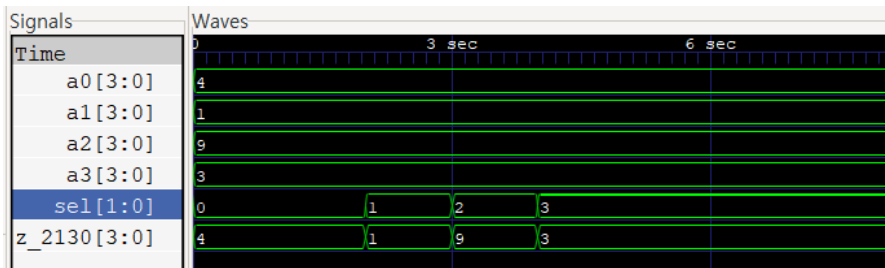 Signals Waves
Time 0 3 sec 6 sec
a0[3:0] 4
a1[3:0] 1
a2[3:0] 9
a3[3:0] 3
sel[1:0] 0 1 2 3
z_2130[3:0] 4 1 9 3